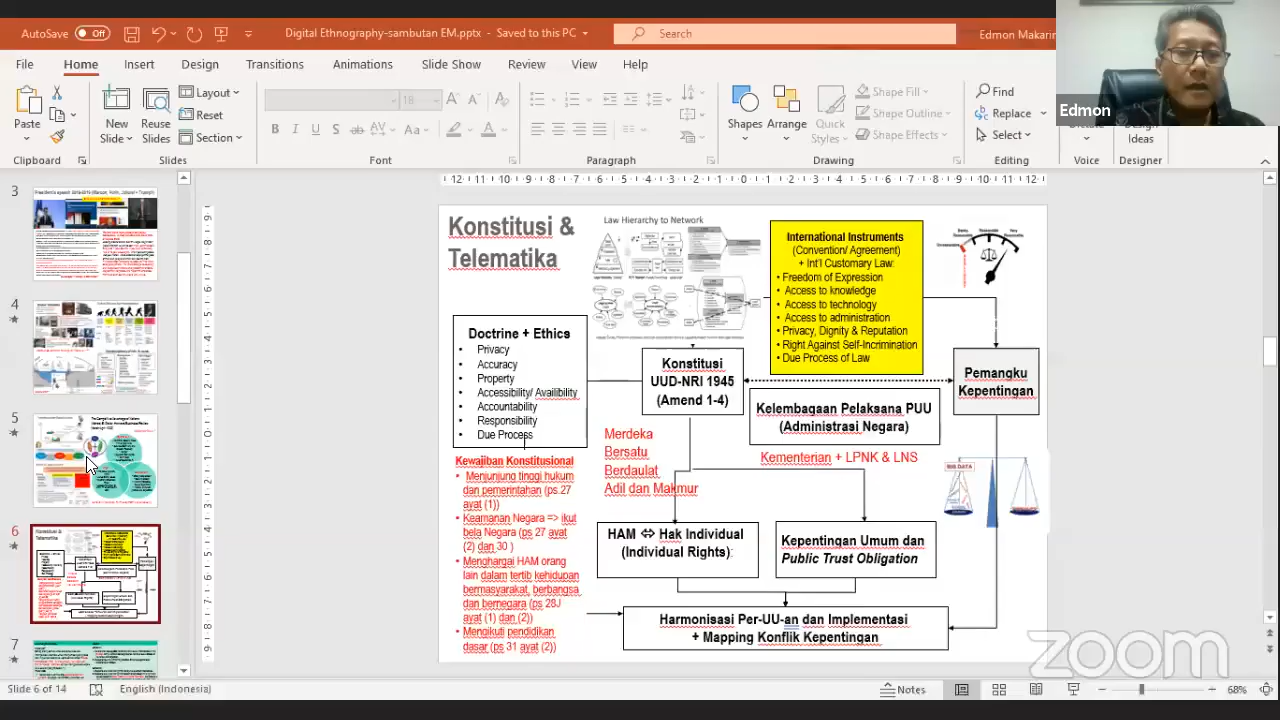 AutoSave Off
Digital Ethnography-sambutan EM.pptx - Saved to this PC
Search
Edmon Makarim
File Home Insert Design Transitions Animations Slide Show Review View Help
Paste
New Slide
Reuse Slides
Layout
Reset
Section
18
Shapes
Arrange
Quick Styles
Shape Fill
Shape Outline
Shape Effects
Find
Replace
Select
Dictate
Design Ideas
Clipboard Slides Font Paragraph Drawing Editing Voice Designer
Edmon
3
5
6
7
Konstitusi &
Telematika
Law Hierarchy to Network
International Instruments
(Convention/ Agreement)
+ Int'l Customary Law:
Freedom of Expression
Access to knowledge
Access to technology
Access to administration
Privacy, Dignity & Reputation
Right Against Self-Incrimination
Due Process of Law
Doctrine + Ethics
• Privacy
• Accuracy
• Property
• Accessibility/ Availibility
• Accountability
• Responsibility
• Due Process
Konstitusi
UUD-NRI 1945
(Amend 1-4)
Pemangku
Kepentingan
Kelembagaan Pelaksana PUU
(Administrasi Negara)
Kementerian + LPNK & LNS
Merdeka
Bersatu
Berdaulat
Adil dan Makmur
Kewajiban Konstitusional
• Menjunjung tinggi hukum
dan pemerintahan (ps.27
ayat (1))
• Keamanan Negara => ikut
bela Negara (ps 27 ayat
(2) dan 30 )
• Menghargai HAM orang
lain dalam tertib kehidupan
bermasyarakat, berbangsa
dan bernegara (ps 28J
ayat (1) dan (2))
• Mengikuti pendidikan
dasar (ps 31 ayat (2))
HAM ⇔ Hak Individual
(Individual Rights):
Kepentingan Umum dan
Public Trust Obligation
Harmonisasi Per-UU-an dan Implementasi
+ Mapping Konflik Kepentingan
BIG DATA
zoom
Slide 6 of 14
English (Indonesia)
Notes
68%